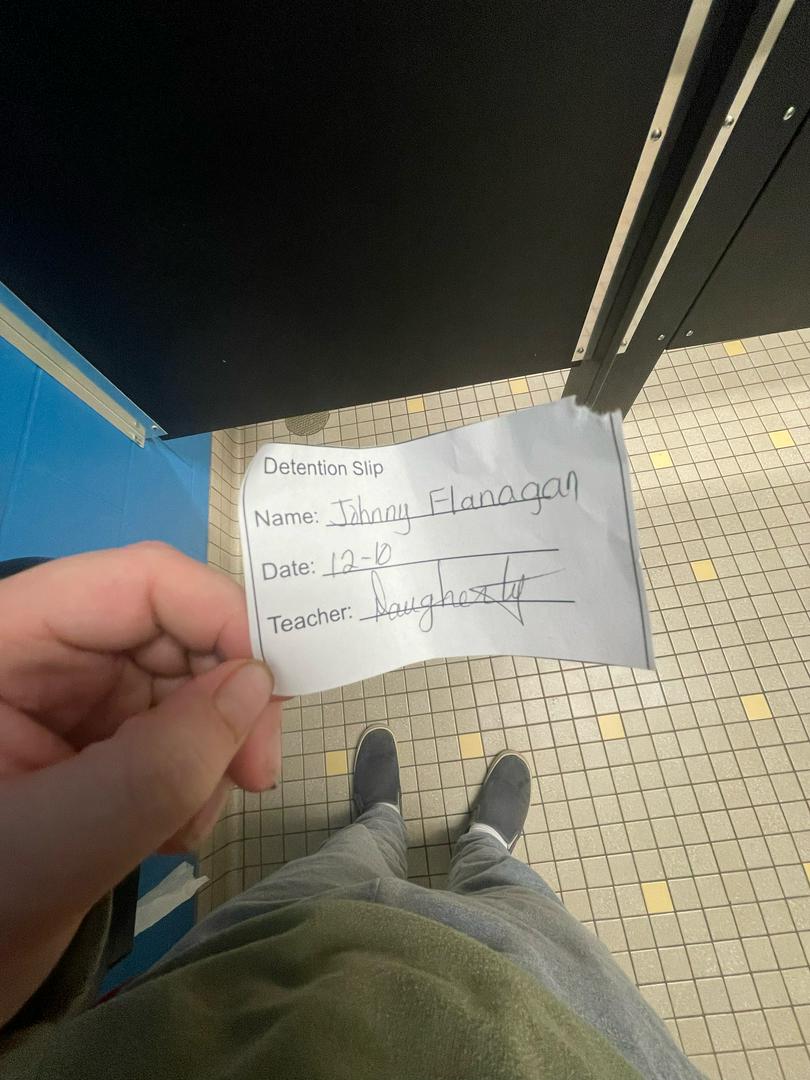 Detention Slip
Name: Johnny Flanagan
Date: 12-10
Teacher: Daugherty